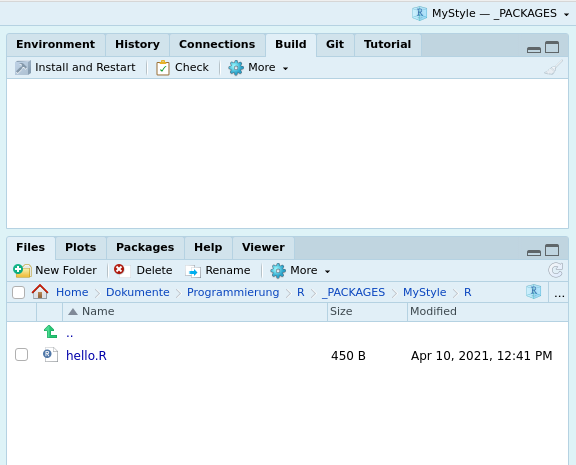 MyStyle — _PACKAGES
Environment History Connections Build Git Tutorial
Install and Restart Check More
Files Plots Packages Help Viewer
New Folder Delete Rename More
Home Dokumente Programmierung R _PACKAGES MyStyle R ...
Name Size Modified
..
hello.R 450 B Apr 10, 2021, 12:41 PM